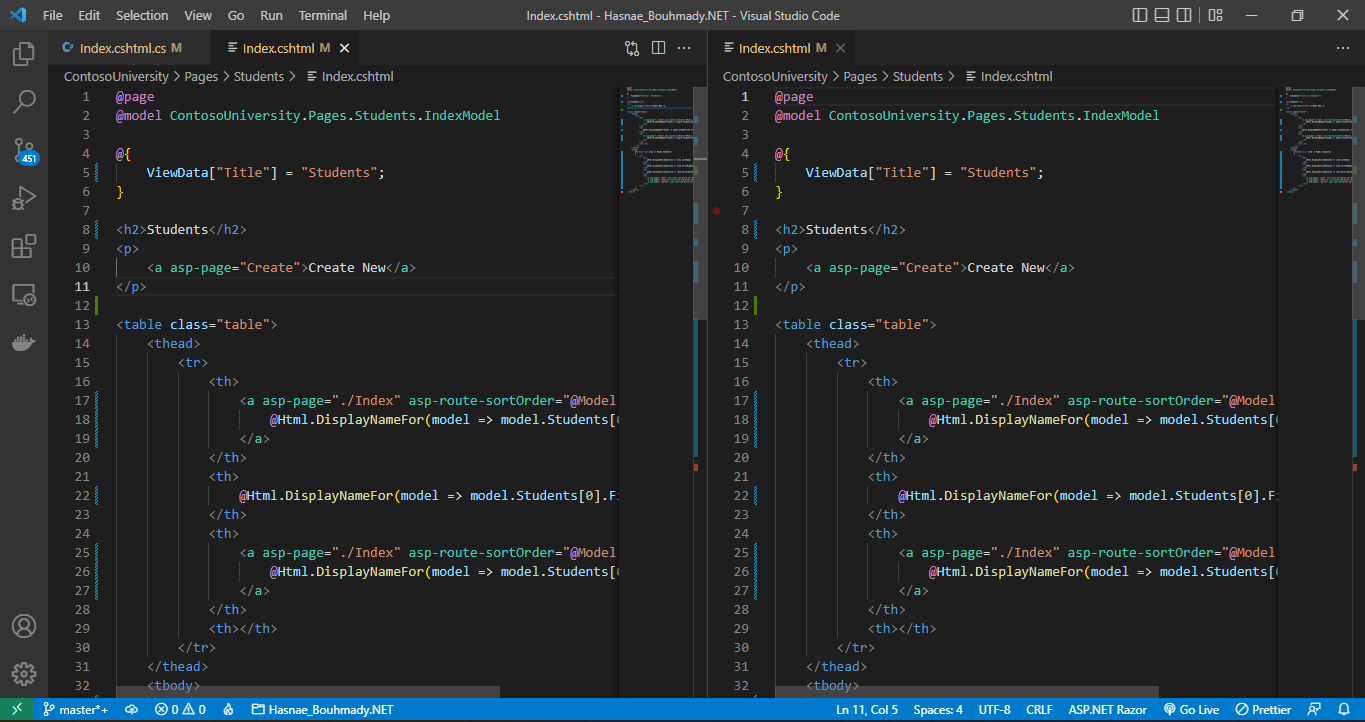 File Edit Selection View Go Run Terminal Help
Index.cshtml - Hasnae_Bouhmady.NET - Visual Studio Code
C# Index.cshtml.cs M
Index.cshtml M
ContosoUniversity > Pages > Students > Index.cshtml
1 @page
2 @model ContosoUniversity.Pages.Students.IndexModel
3
4 @{
5 ViewData["Title"] = "Students";
6 }
7
8 <h2>Students</h2>
9 <p>
10 <a asp-page="Create">Create New</a>
11 </p>
12
13 <table class="table">
14 <thead>
15 <tr>
16 <th>
17 <a asp-page="./Index" asp-route-sortOrder="@Model
18 @Html.DisplayNameFor(model => model.Students[
19 </a>
20 </th>
21 <th>
22 @Html.DisplayNameFor(model => model.Students[0].Fi
23 </th>
24 <th>
25 <a asp-page="./Index" asp-route-sortOrder="@Model
26 @Html.DisplayNameFor(model => model.Students[
27 </a>
28 </th>
29 <th></th>
30 </tr>
31 </thead>
32 <tbody>
Index.cshtml M
ContosoUniversity > Pages > Students > Index.cshtml
1 @page
2 @model ContosoUniversity.Pages.Students.IndexModel
3
4 @{
5 ViewData["Title"] = "Students";
6 }
7
8 <h2>Students</h2>
9 <p>
10 <a asp-page="Create">Create New</a>
11 </p>
12
13 <table class="table">
14 <thead>
15 <tr>
16 <th>
17 <a asp-page="./Index" asp-route-sortOrder="@Model
18 @Html.DisplayNameFor(model => model.Students[
19 </a>
20 </th>
21 <th>
22 @Html.DisplayNameFor(model => model.Students[0].Fi
23 </th>
24 <th>
25 <a asp-page="./Index" asp-route-sortOrder="@Model
26 @Html.DisplayNameFor(model => model.Students[
27 </a>
28 </th>
29 <th></th>
30 </tr>
31 </thead>
32 <tbody>
451
master*+ 0 0 Hasnae_Bouhmady.NET Ln 11, Col 5 Spaces: 4 UTF-8 CRLF ASP.NET Razor Go Live Prettier